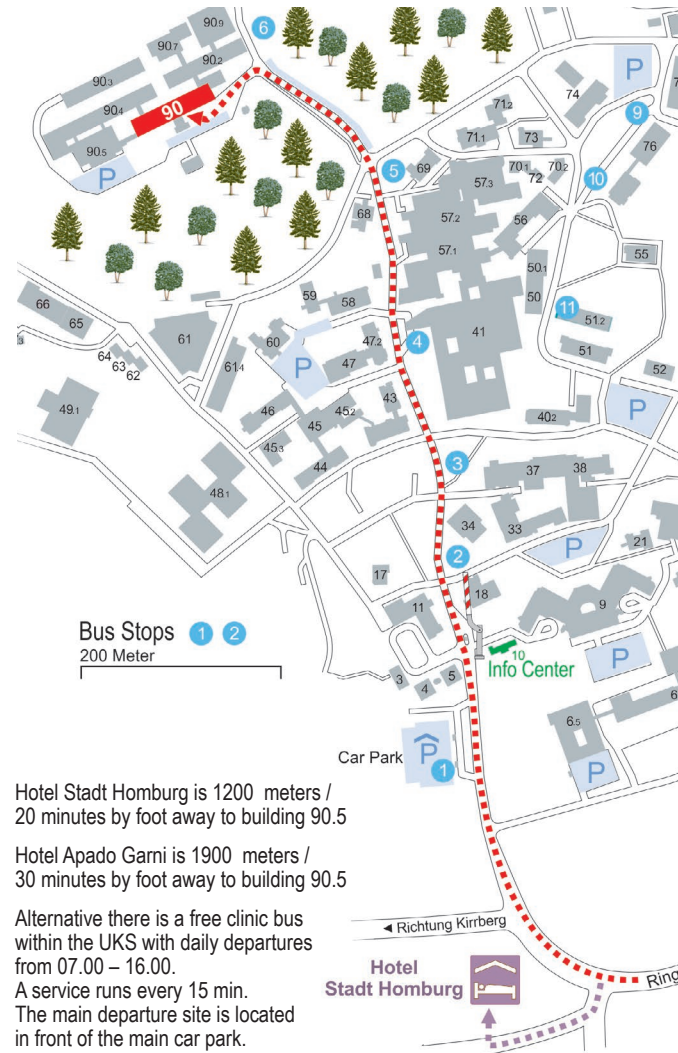 90.9
6
90.7
90.2
90.3
90
90.4
90.5
P
P
74
9
71.2
71.1
73
76
5
69
70.1
70.2
72
10
57.3
68
57.2
56
57.1
55
50.1
59
58
50
11
51.2
66
65
61
60
47.2
4
41
51
64
63
62
61.4
P
47
52
49.1
46
43
45.2
40.2
P
45
45.3
3
44
37
38
48.1
34
33
2
P
21
17
18
11
9
Bus Stops 1 2
200 Meter
10
Info Center
P
3
4
5
6.5
Car Park
P
1
P
Hotel Stadt Homburg is 1200 meters /
20 minutes by foot away to building 90.5
Hotel Apado Garni is 1900 meters /
30 minutes by foot away to building 90.5
Alternative there is a free clinic bus
within the UKS with daily departures
from 07.00 – 16.00.
A service runs every 15 min.
The main departure site is located
in front of the main car park.
◄ Richtung Kirrberg
Hotel
Stadt Homburg
Ring